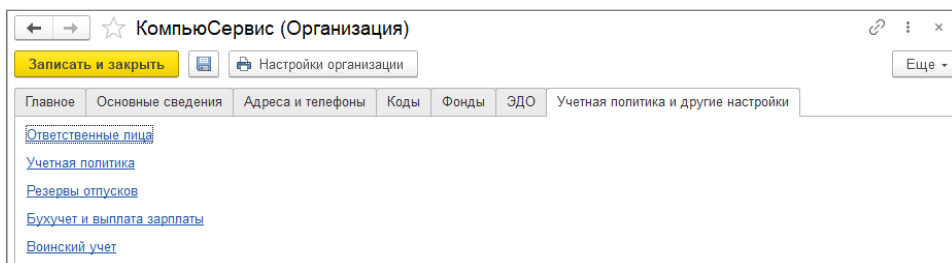 КомпьюСервис (Организация)
Записать и закрыть Настройки организации Еще
Главное Основные сведения Адреса и телефоны Коды Фонды ЭДО Учетная политика и другие настройки
Ответственные лица
Учетная политика
Резервы отпусков
Бухучет и выплата зарплаты
Воинский учет